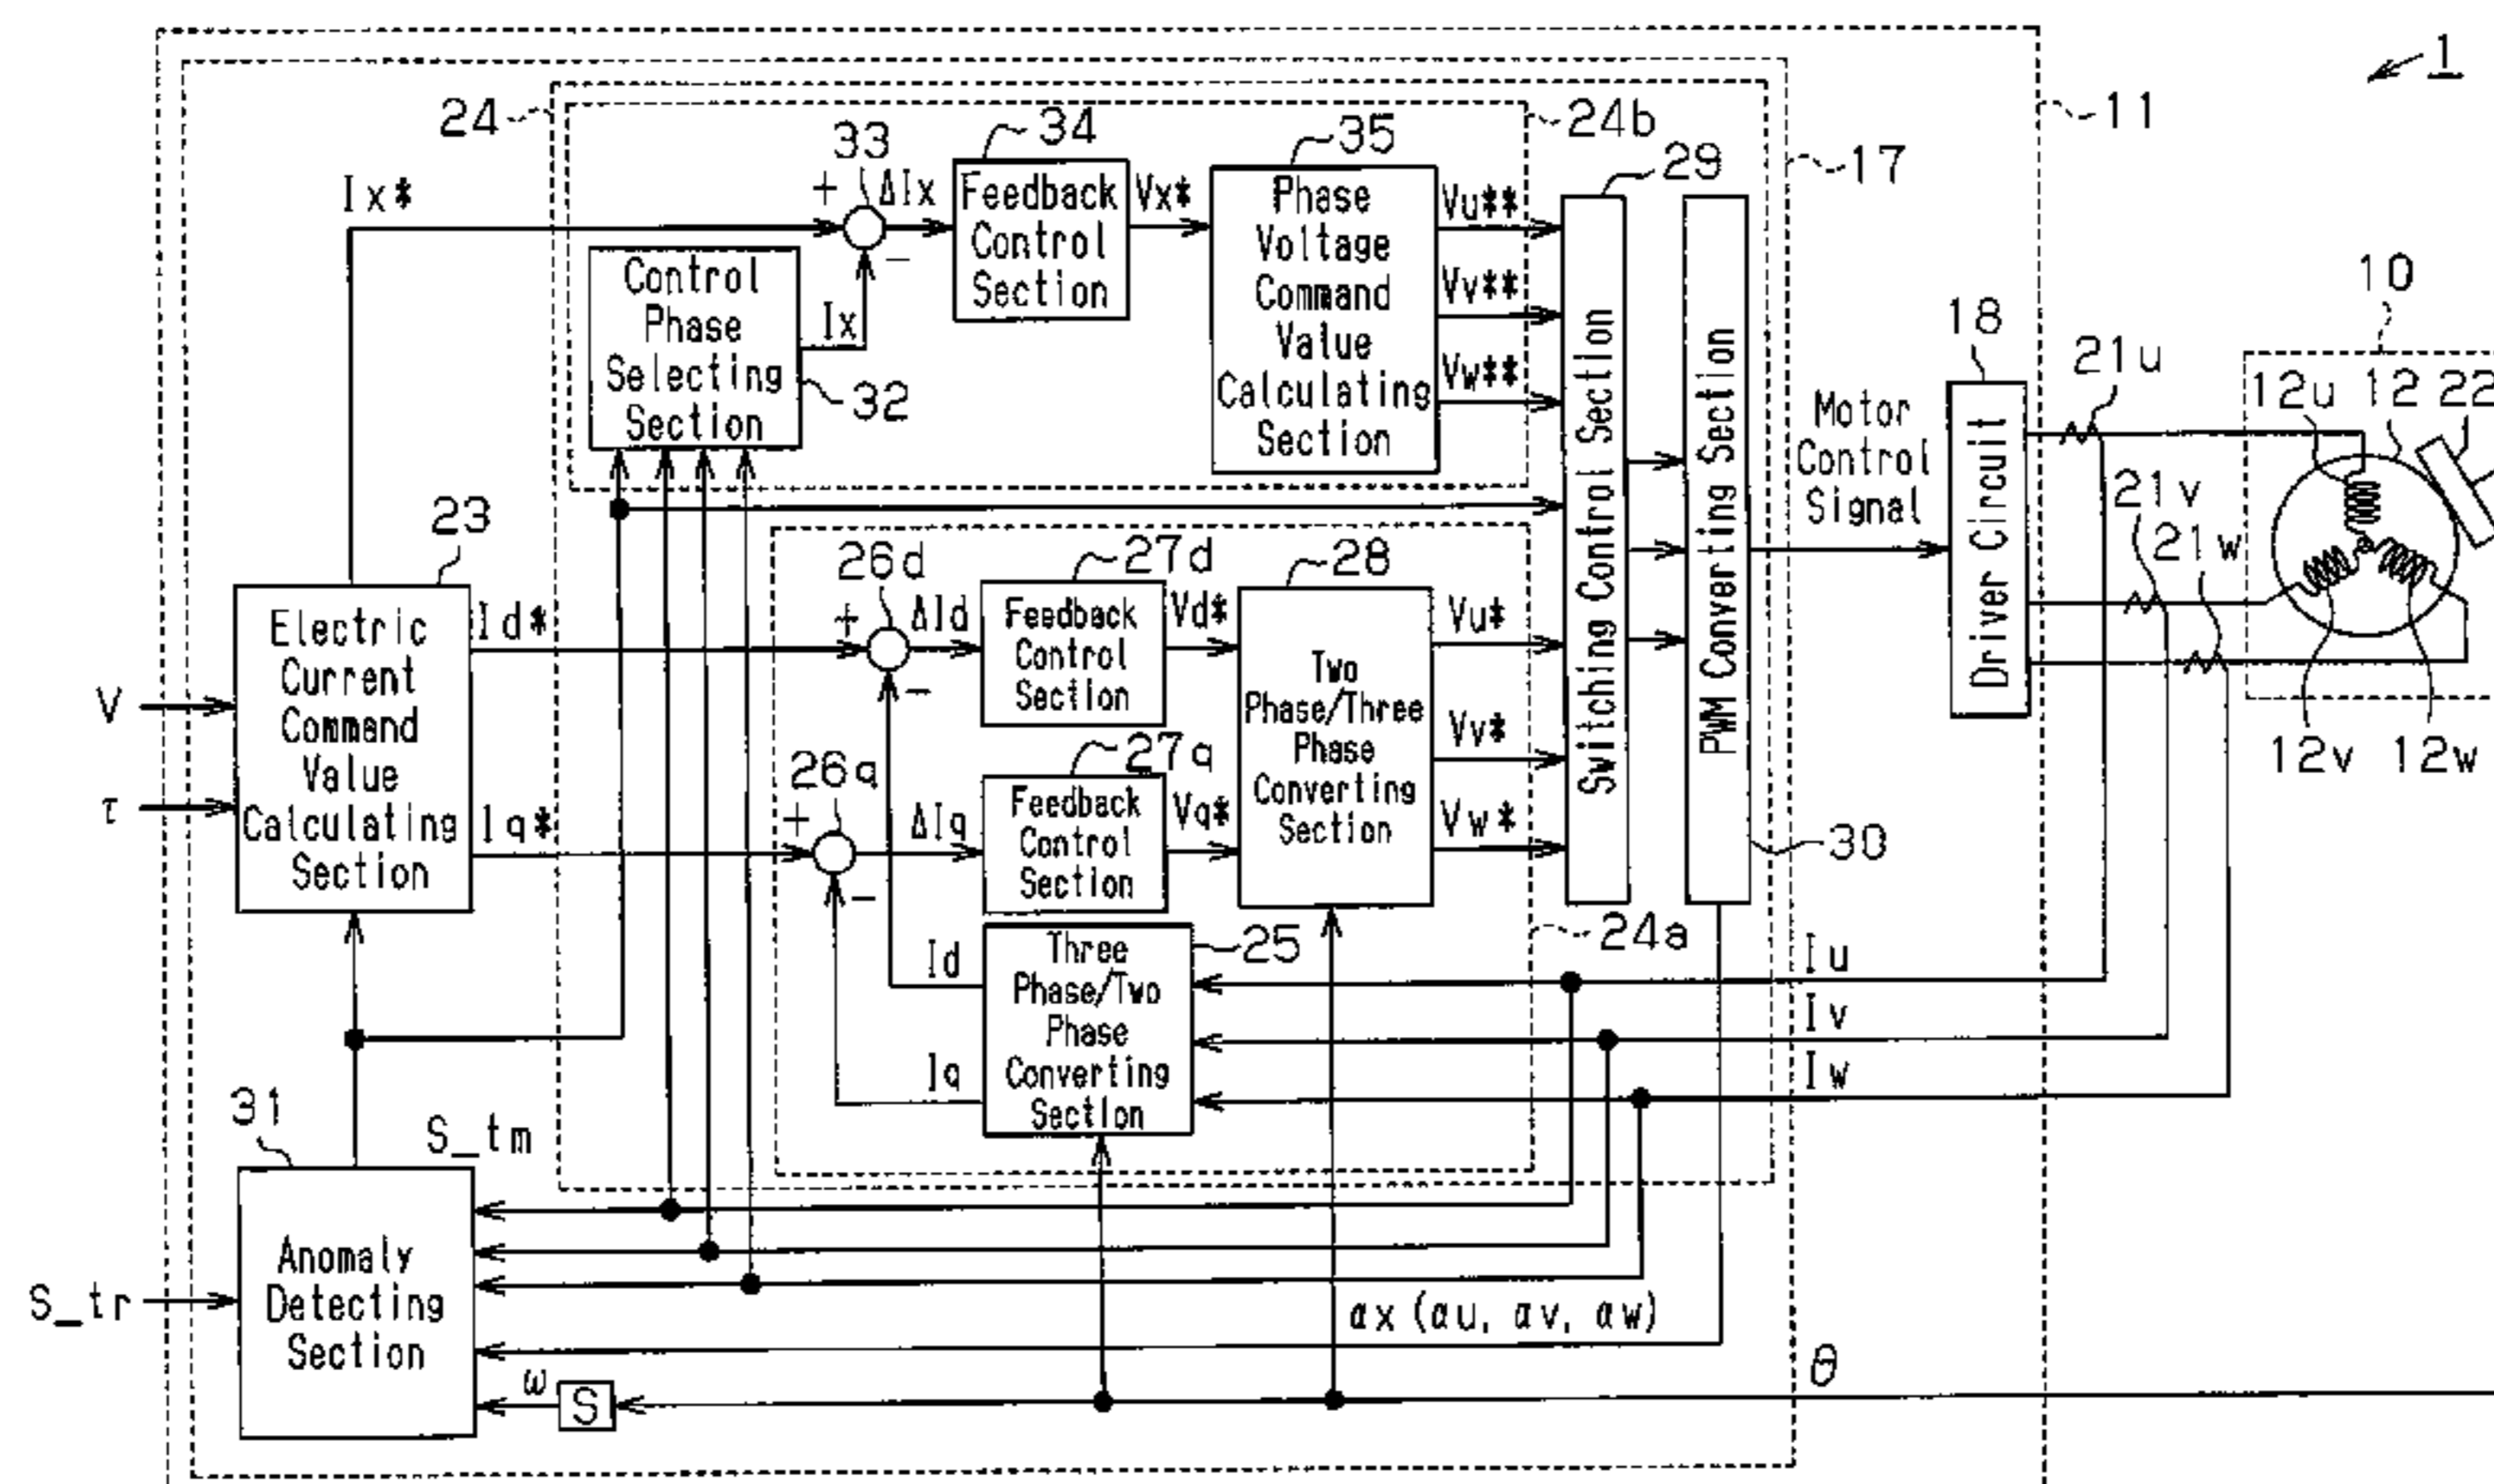 1
11
24
33
34
35
24b
29
17
Ix*
+
ΔIx
-
Ix
Feedback
Control
Section
Vx*
Phase
Voltage
Command
Value
Calculating
Section
Vu**
Vv**
Vw**
Control
Phase
Selecting
Section
32
Switching Control Section
PWM Converting Section
Motor
Control
Signal
18
Driver Circuit
10
21u
21v
21w
12u
12
22
12v
12w
23
Electric
Current
Command
Value
Calculating
Section
V
τ
Id*
Iq*
26d
+
-
ΔId
27d
Feedback
Control
Section
Vd*
28
Two
Phase/Three
Phase
Converting
Section
Vu*
Vv*
Vw*
26q
+
-
ΔIq
27q
Feedback
Control
Section
Vq*
30
24a
25
Three
Phase/Two
Phase
Converting
Section
Id
Iq
Iu
Iv
Iw
31
S_tm
Anomaly
Detecting
Section
S_tr
αx (αu, αv, αw)
ω
S
θ